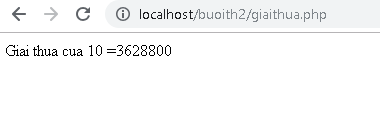 localhost/buoith2/giaithua.php
Giai thua cua 10 =3628800